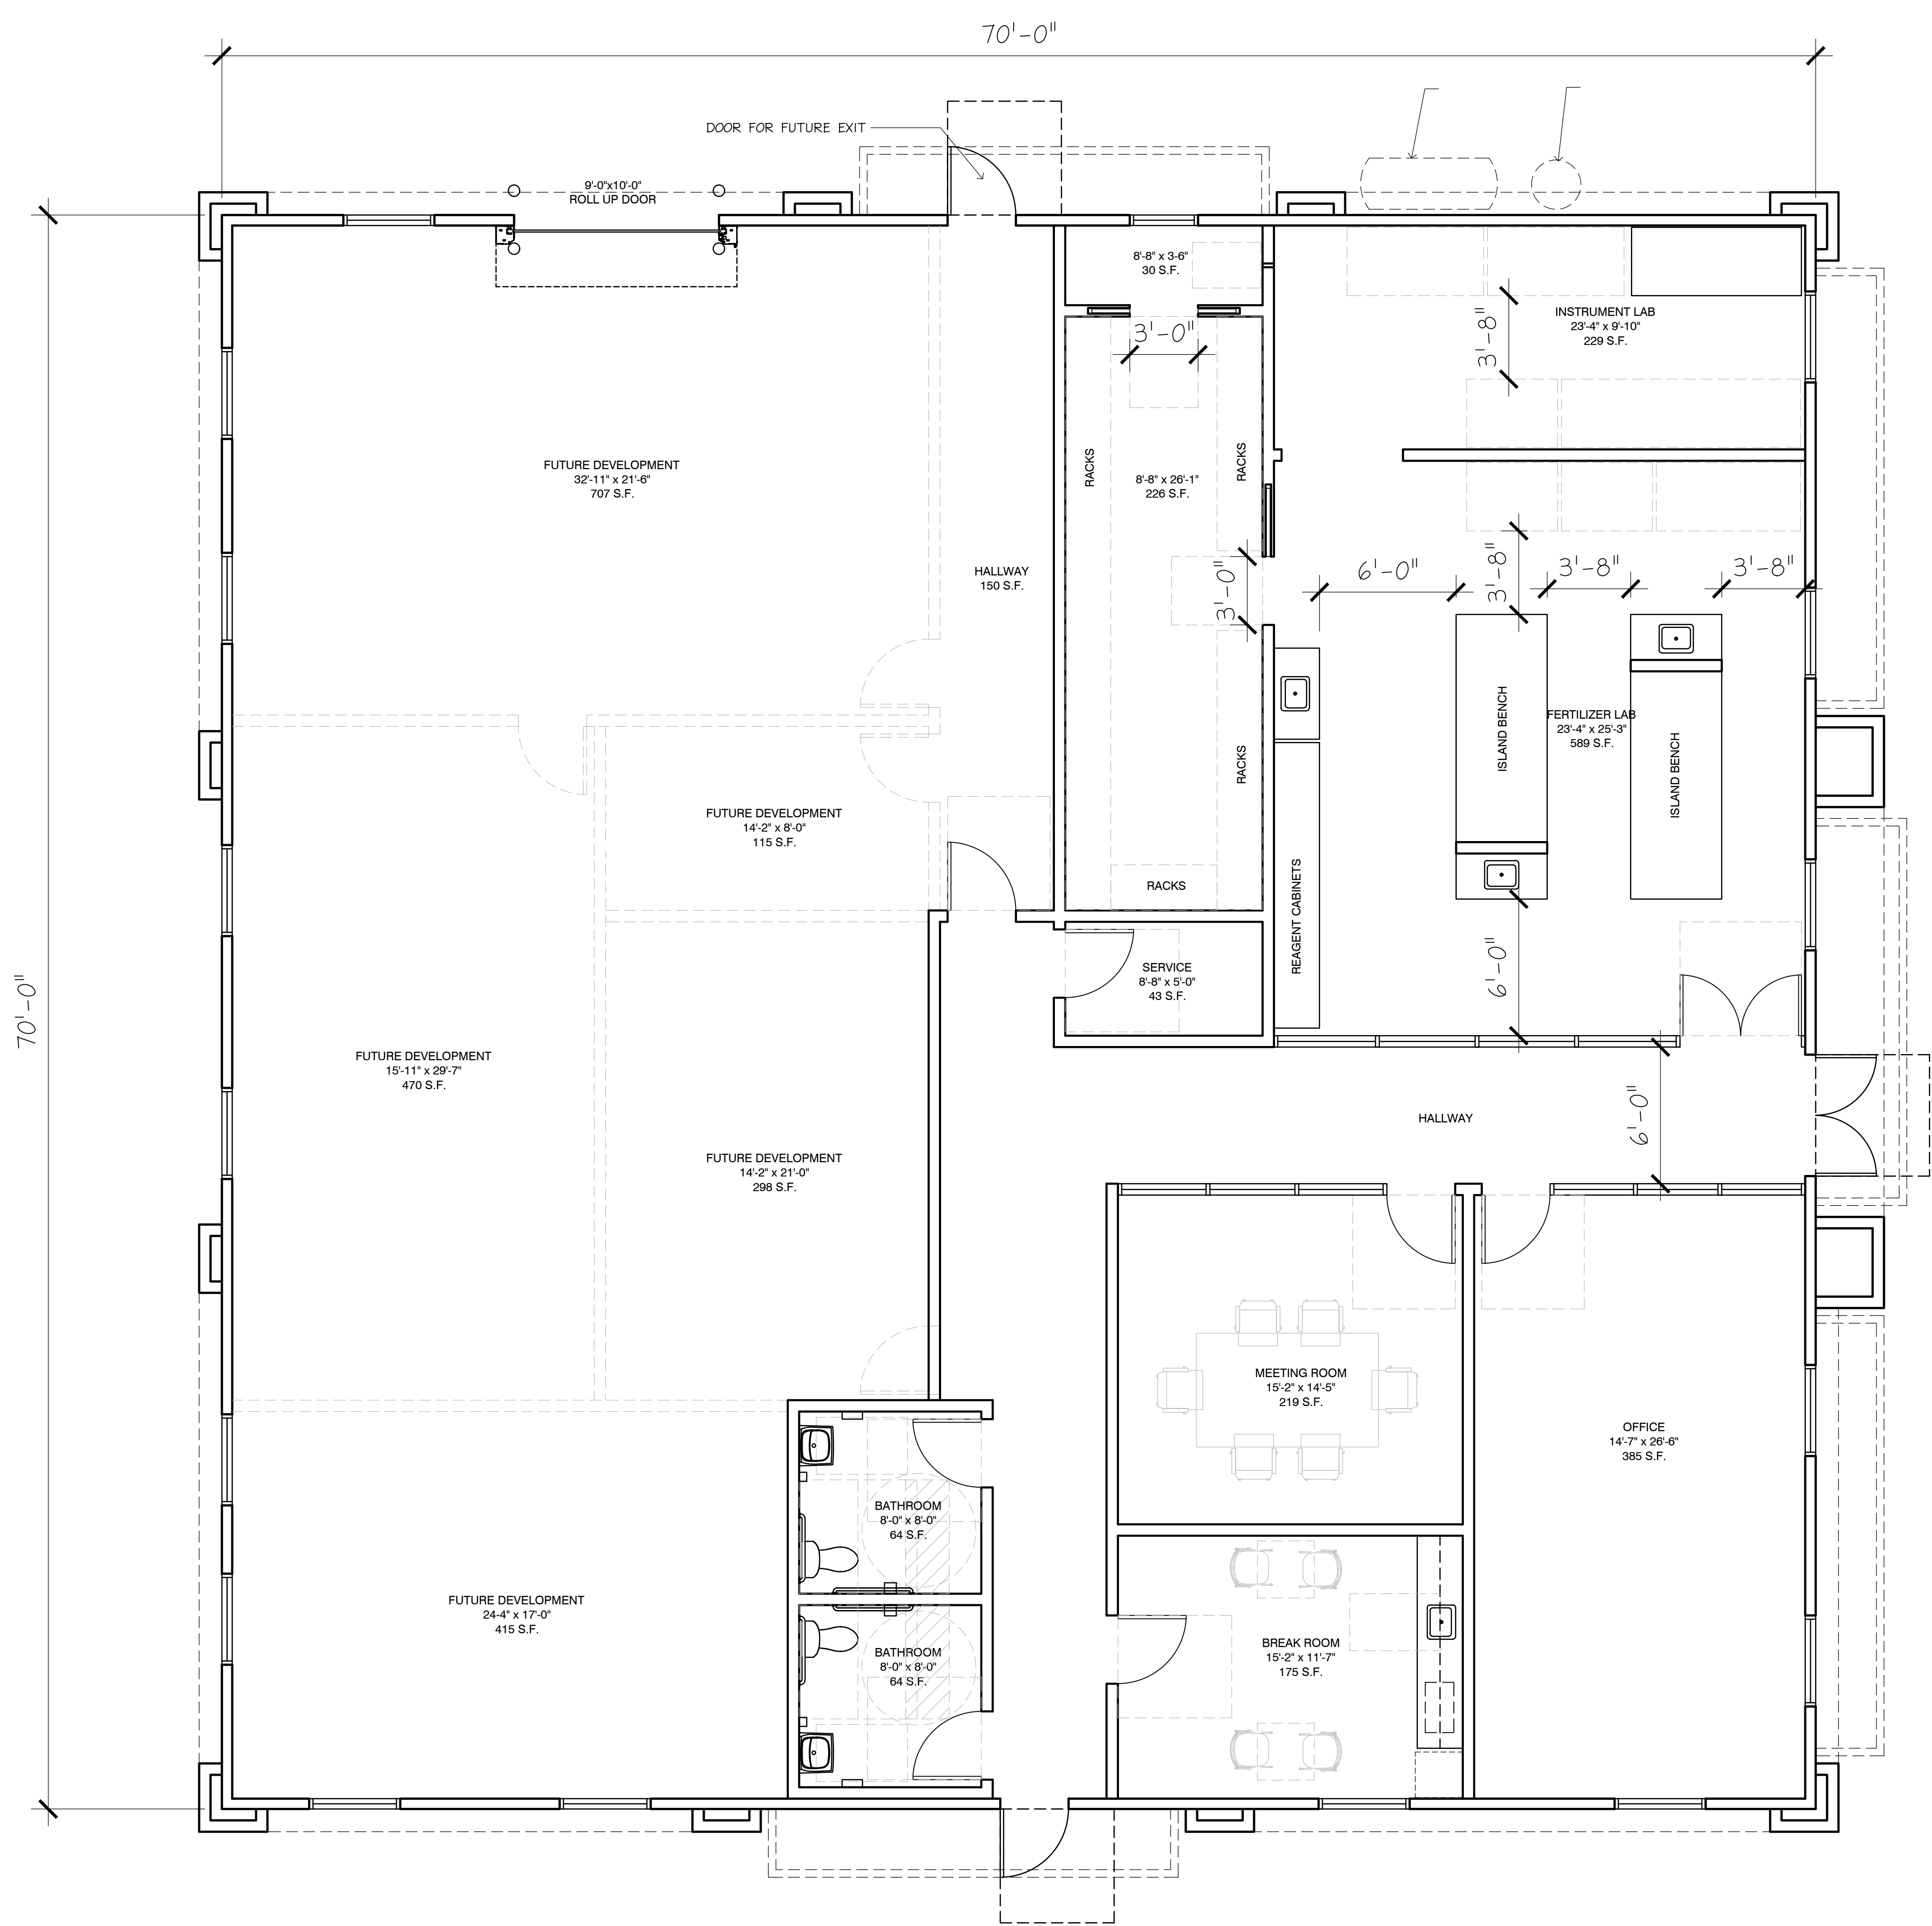 70'-0"
DOOR FOR FUTURE EXIT
9'-0"x10'-0"
ROLL UP DOOR
8'-8" x 3-6"
30 S.F.
INSTRUMENT LAB
23'-4" x 9'-10"
229 S.F.
3'-8"
3'-0"
FUTURE DEVELOPMENT
32'-11" x 21'-6"
707 S.F.
RACKS
8'-8" x 26'-1"
226 S.F.
RACKS
HALLWAY
150 S.F.
3'-0"
6'-0"
3'-8"
3'-8"
3'-8"
ISLAND BENCH
FERTILIZER LAB
23'-4" x 25'-3"
589 S.F.
ISLAND BENCH
RACKS
FUTURE DEVELOPMENT
14'-2" x 8'-0"
115 S.F.
RACKS
REAGENT CABINETS
SERVICE
8'-8" x 5'-0"
43 S.F.
6'-0"
70'-0"
FUTURE DEVELOPMENT
15'-11" x 29'-7"
470 S.F.
HALLWAY
6'-0"
FUTURE DEVELOPMENT
14'-2" x 21'-0"
298 S.F.
MEETING ROOM
15'-2" x 14'-5"
219 S.F.
OFFICE
14'-7" x 26'-6"
385 S.F.
BATHROOM
8'-0" x 8'-0"
64 S.F.
FUTURE DEVELOPMENT
24-4" x 17'-0"
415 S.F.
BREAK ROOM
15'-2" x 11'-7"
175 S.F.
BATHROOM
8'-0" x 8'-0"
64 S.F.